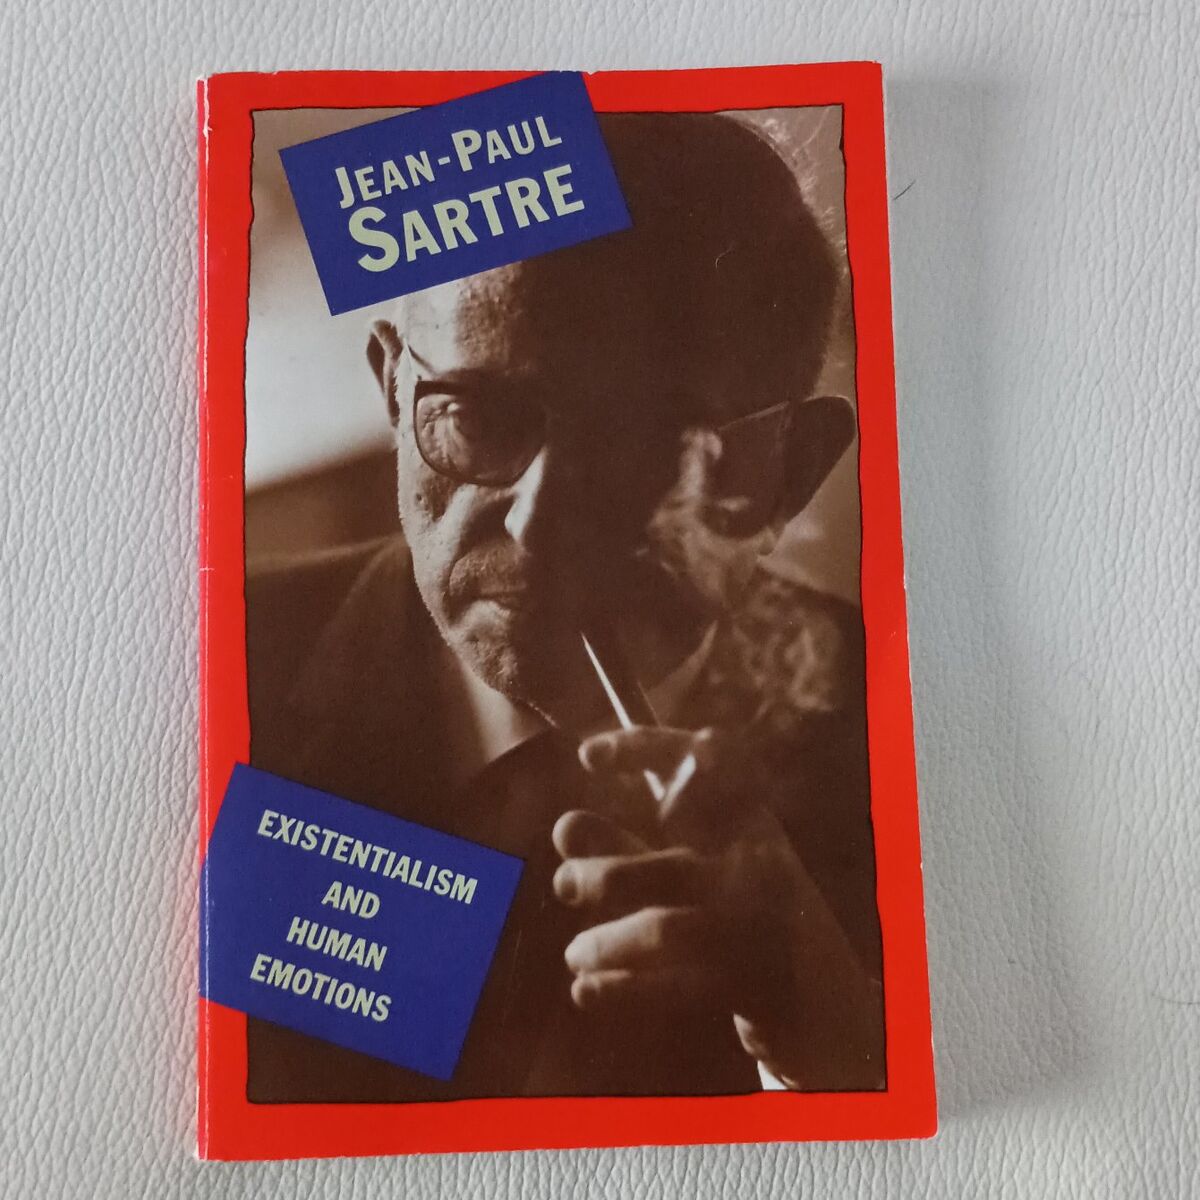 JEAN-PAUL
SARTRE
EXISTENTIALISM
AND
HUMAN
EMOTIONS